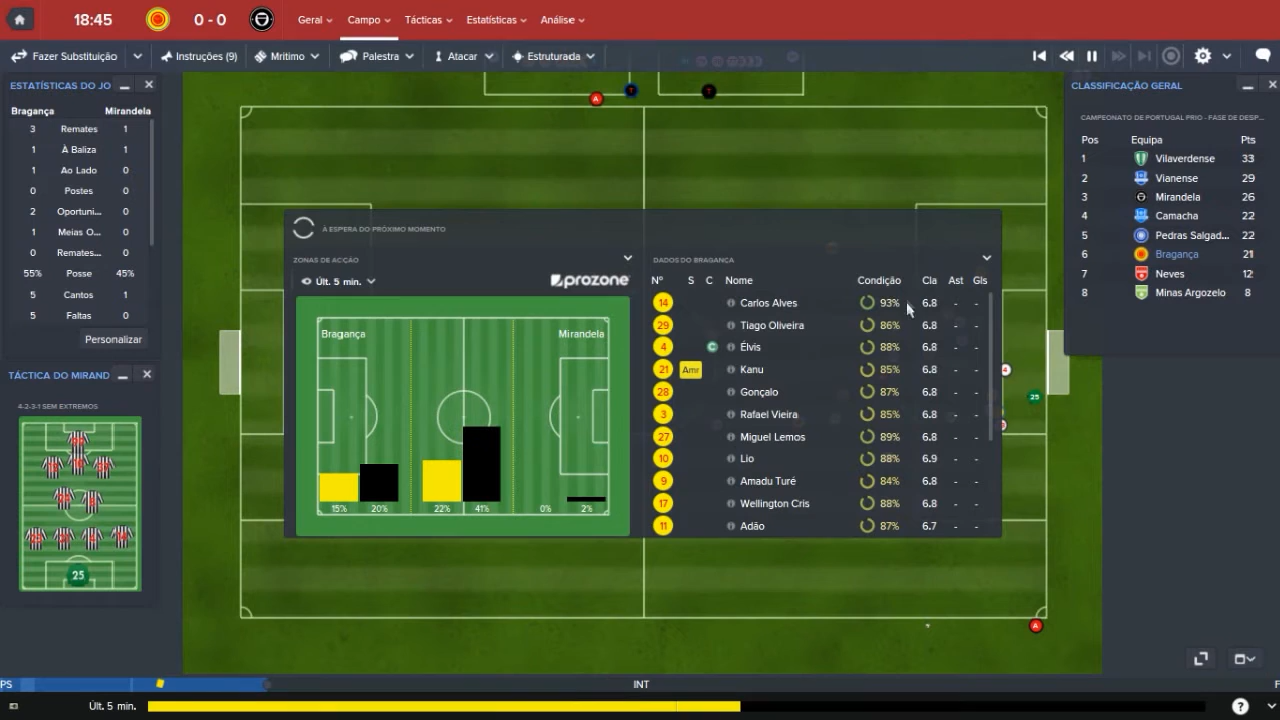 18:45 0 - 0 Geral Campo Tácticas Estatísticas Análise
Fazer Substituição Instruções (9) Mritimo Palestra Atacar Estruturada
ESTATÍSTICAS DO JO
Bragança Mirandela
3 Remates 1
1 À Baliza 1
1 Ao Lado 0
0 Postes 0
2 Oportuni... 0
1 Meias O... 0
0 Remates... 0
55% Posse 45%
5 Cantos 1
5 Faltas 0
Personalizar
TÁCTICA DO MIRAND
4-2-3-1 SEM EXTREMOS
25
A T T
À ESPERA DO PRÓXIMO MOMENTO
ZONAS DE ACÇÃO
Últ. 5 min. prozone
Bragança Mirandela
15% 20% 22% 41% 0% 2%
DADOS DO BRAGANÇA
Nº S C Nome Condição Cla Ast Gls
14 Carlos Alves 93% 6.8 - -
29 Tiago Oliveira 86% 6.8 - -
4 C Élvis 88% 6.8 - -
21 Amr Kanu 85% 6.8 - -
28 Gonçalo 87% 6.8 - -
3 Rafael Vieira 85% 6.8 - -
27 Miguel Lemos 89% 6.8 - -
10 Lio 88% 6.9 - -
9 Amadu Turé 84% 6.8 - -
17 Wellington Cris 88% 6.8 - -
11 Adão 87% 6.7 - -
4
25
A
CLASSIFICAÇÃO GERAL
CAMPEONATO DE PORTUGAL PRIO - FASE DE DESP...
Pos Equipa Pts
1 Vilaverdense 33
2 Vianense 29
3 Mirandela 26
4 Camacha 22
5 Pedras Salgad... 22
6 Bragança 21
7 Neves 12
8 Minas Argozelo 8
PS INT F
Últ. 5 min. ?